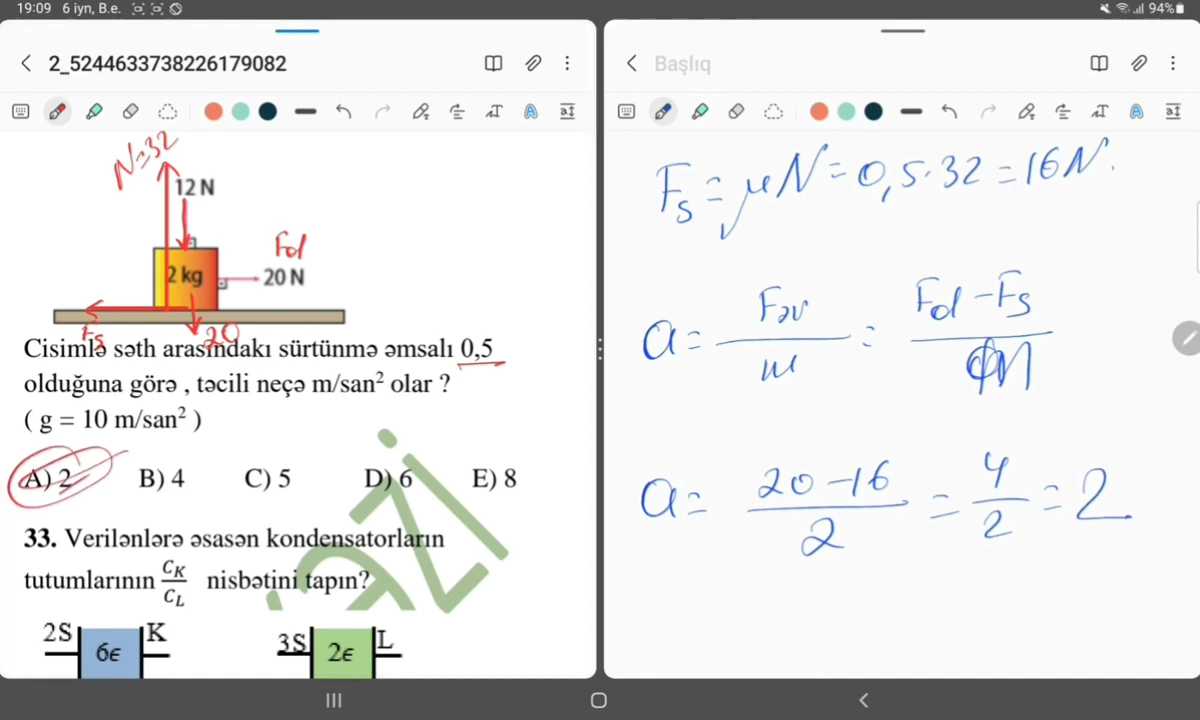 19:09 6 iyn, B.e. 94%
2_5244633738226179082
N=32
12 N
Fd
2 kg
20 N
Fs
20
Cisimlə səth arasındakı sürtünmə əmsalı 0,5
olduğuna görə , təcili neçə m/san² olar ?
( g = 10 m/san² )
A) 2 B) 4 C) 5 D) 6 E) 8
33. Verilənlərə əsasən kondensatorların
tutumlarının C_K/C_L nisbətini tapın?
2S 6ϵ K 3S 2ϵ L
Başlıq
Fs = μN = 0,5·32 = 16N.
a = Fəv/m = Fd - Fs/m
a = 20-16/2 = 4/2 = 2